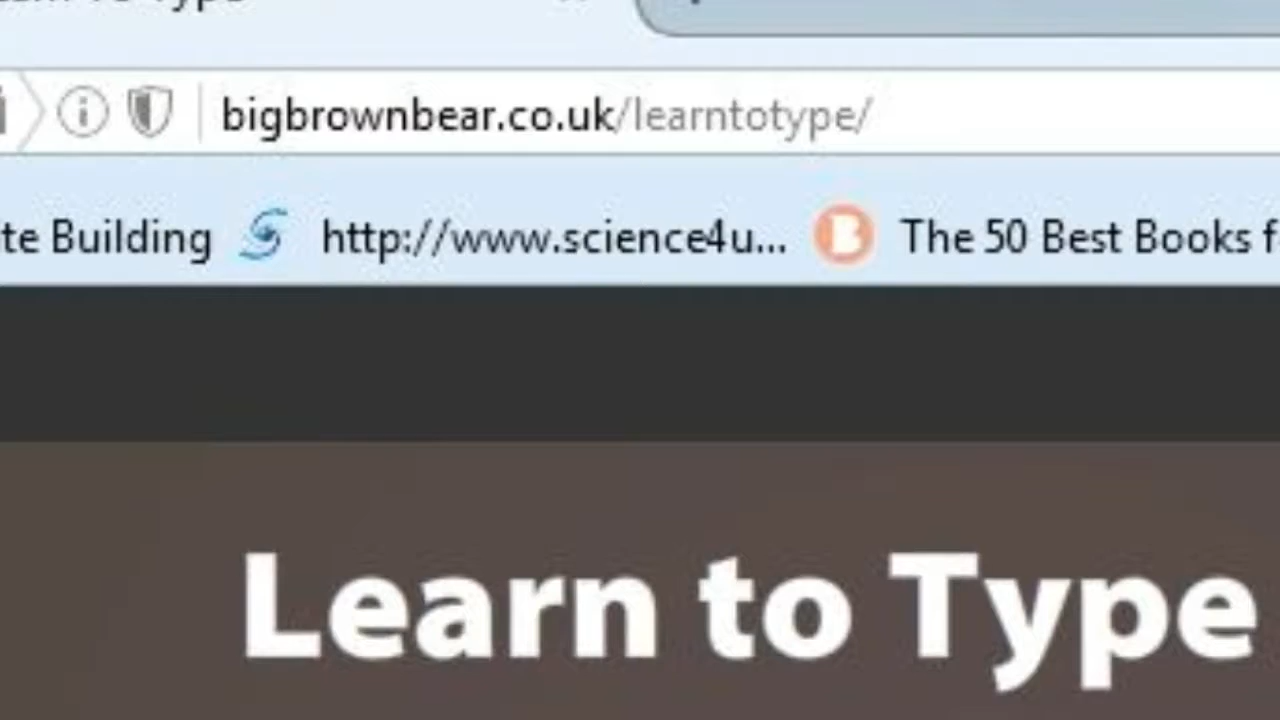 bigbrownbear.co.uk/learntotype/
te Building http://www.science4u... The 50 Best Books f
Learn to Type